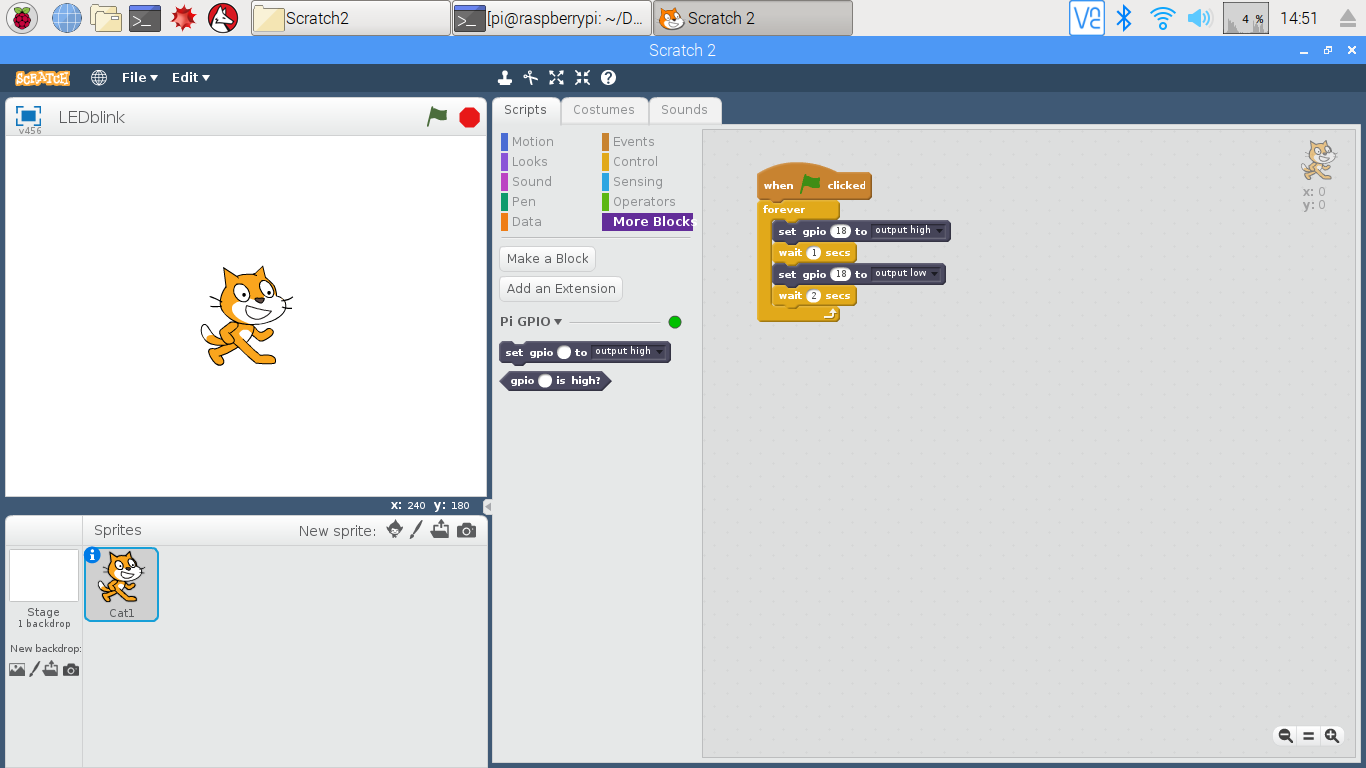 Scratch2
[pi@raspberrypi: ~/D...
Scratch 2
V2
4 %
14:51
Scratch 2
SCRATCH
File
Edit
v456
LEDblink
Scripts
Costumes
Sounds
Motion
Looks
Sound
Pen
Data
Events
Control
Sensing
Operators
More Blocks
Make a Block
Add an Extension
Pi GPIO
set gpio to output high
gpio is high?
when clicked
forever
set gpio 18 to output high
wait 1 secs
set gpio 18 to output low
wait 2 secs
x: 0
y: 0
x: 240 y: 180
Sprites
New sprite:
Stage
1 backdrop
New backdrop:
Cat1